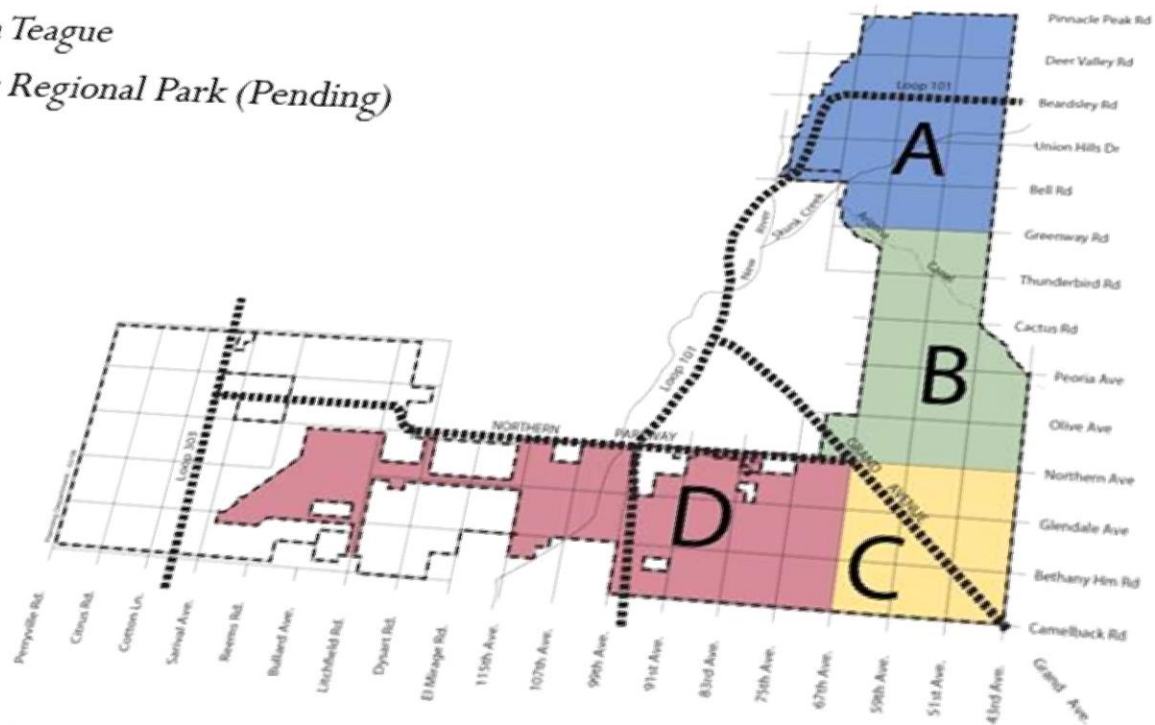 Teague
Regional Park (Pending)
Pinnacle Peak Rd
Deer Valley Rd
Loop 101
Beardsley Rd
A
Union Hills Dr
Bell Rd
River
Skunk Creek
Arizona
Greenway Rd
New
Canal
Thunderbird Rd
Cactus Rd
Loop 101
B
Peoria Ave
Olive Ave
NORTHERN PARKWAY
GRAND AVENUE
Loop 303
Northern Ave
D
Glendale Ave
C
Bethany Hm Rd
Camelback Rd
Perryville Rd.
Citrus Rd.
Cotton Ln.
Sarival Ave.
Reems Rd.
Bullard Ave.
Litchfield Rd.
Dysart Rd.
El Mirage Rd.
115th Ave.
107th Ave.
99th Ave.
91st Ave.
83rd Ave.
75th Ave.
67th Ave.
59th Ave.
51st Ave.
43rd Ave.
Grand Ave